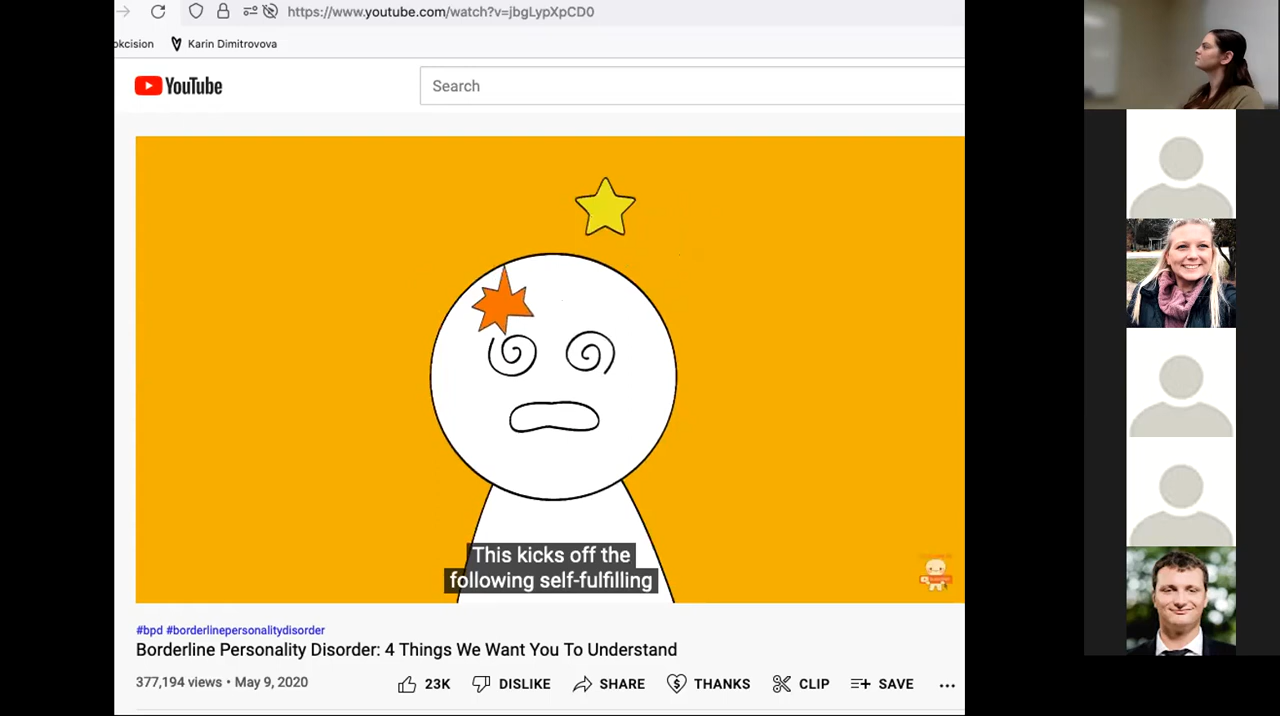 https://www.youtube.com/watch?v=jbgLypXpCD0
okcision
Karin Dimitrovova
YouTube
Search
This kicks off the
following self-fulfilling
#bpd #borderlinepersonalitydisorder
Borderline Personality Disorder: 4 Things We Want You To Understand
377,194 views • May 9, 2020
23K
DISLIKE
SHARE
THANKS
CLIP
SAVE